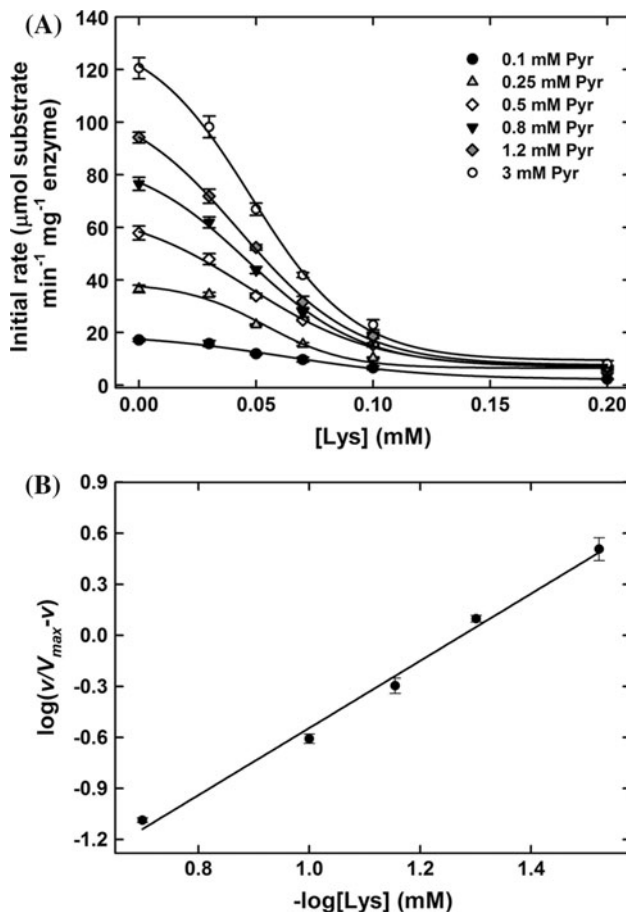 (A)
140
120
100
80
60
40
20
0
Initial rate (μmol substrate
min⁻¹ mg⁻¹ enzyme)
0.1 mM Pyr
0.25 mM Pyr
0.5 mM Pyr
0.8 mM Pyr
1.2 mM Pyr
3 mM Pyr
0.00 0.05 0.10 0.15 0.20
[Lys] (mM)
(B)
0.9
0.6
0.3
0.0
-0.3
-0.6
-0.9
-1.2
log(v/Vmax-v)
0.8 1.0 1.2 1.4
-log[Lys] (mM)